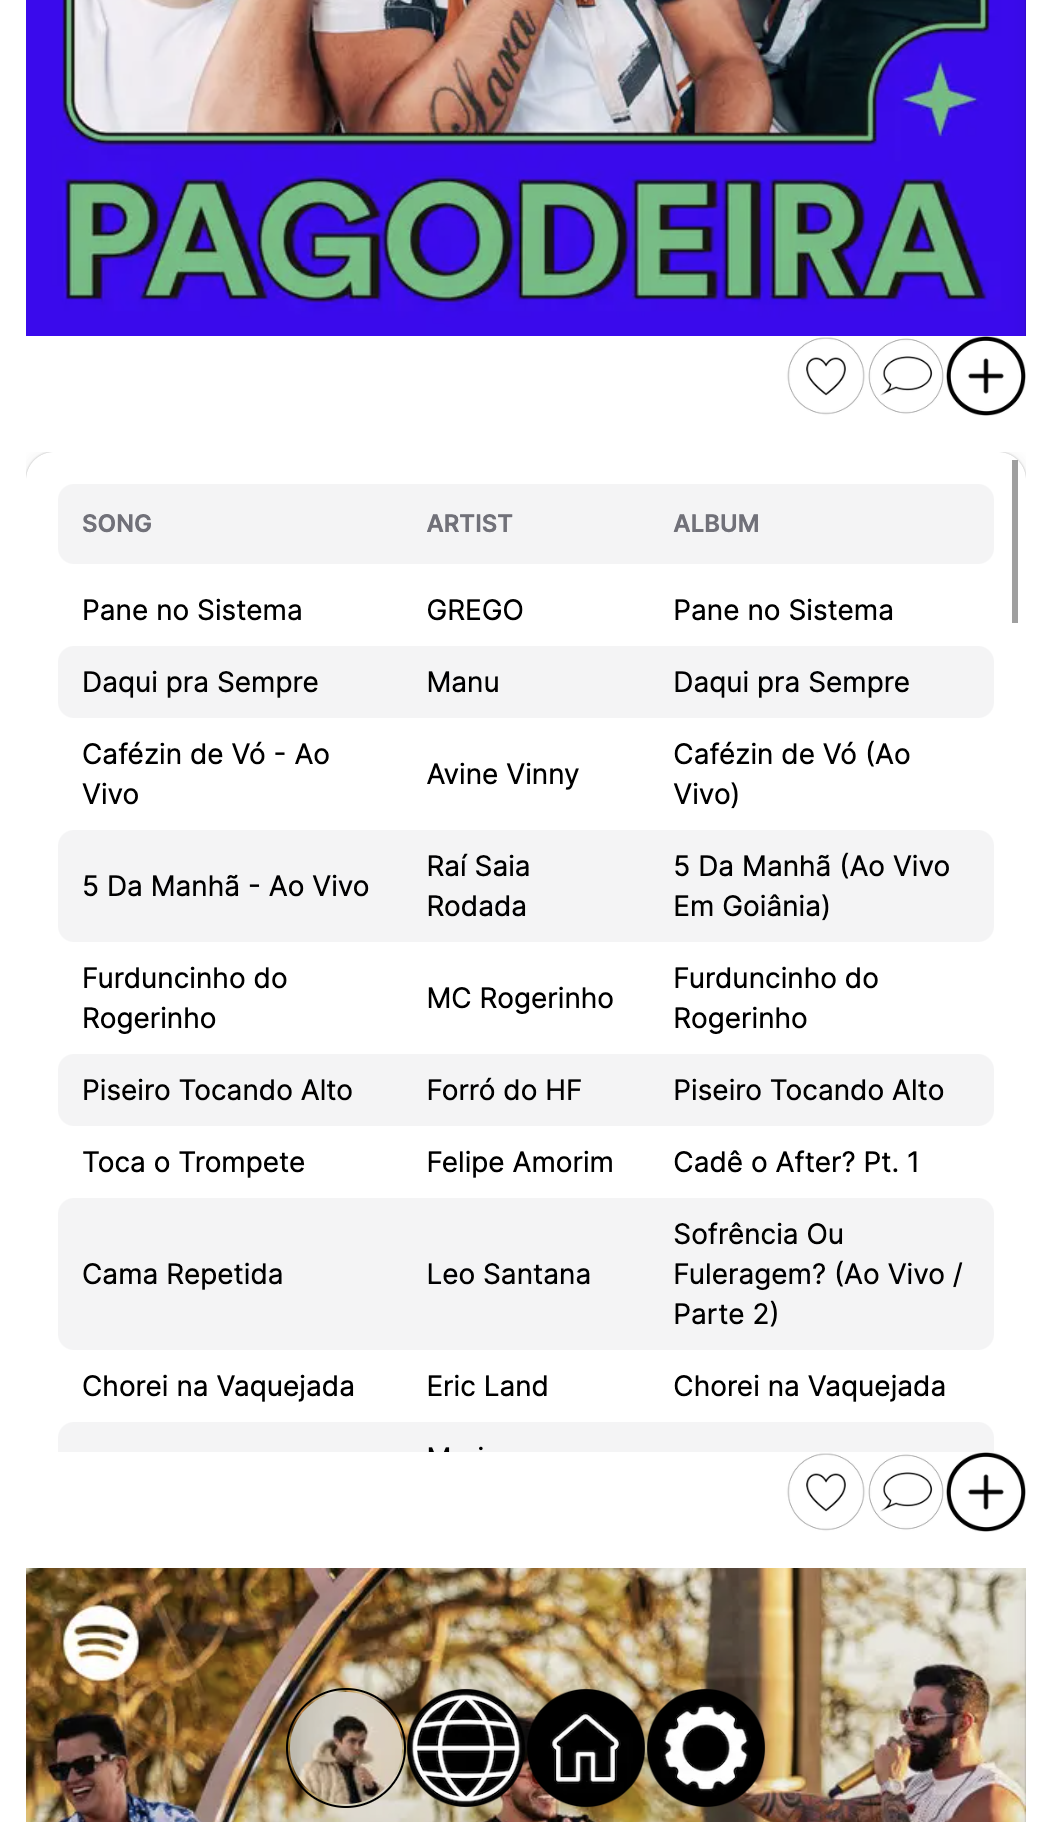 Lara
PAGODEIRA
SONG ARTIST ALBUM
Pane no Sistema GREGO Pane no Sistema
Daqui pra Sempre Manu Daqui pra Sempre
Cafézin de Vó - Ao
Vivo
Avine Vinny
Cafézin de Vó (Ao
Vivo)
5 Da Manhã - Ao Vivo
Raí Saia
Rodada
5 Da Manhã (Ao Vivo
Em Goiânia)
Furduncinho do
Rogerinho
MC Rogerinho
Furduncinho do
Rogerinho
Piseiro Tocando Alto Forró do HF Piseiro Tocando Alto
Toca o Trompete Felipe Amorim Cadê o After? Pt. 1
Cama Repetida
Leo Santana
Sofrência Ou
Fuleragem? (Ao Vivo /
Parte 2)
Chorei na Vaquejada Eric Land Chorei na Vaquejada